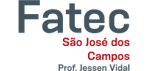 Fatec
São José dos
Campos
Prof. Jessen Vidal